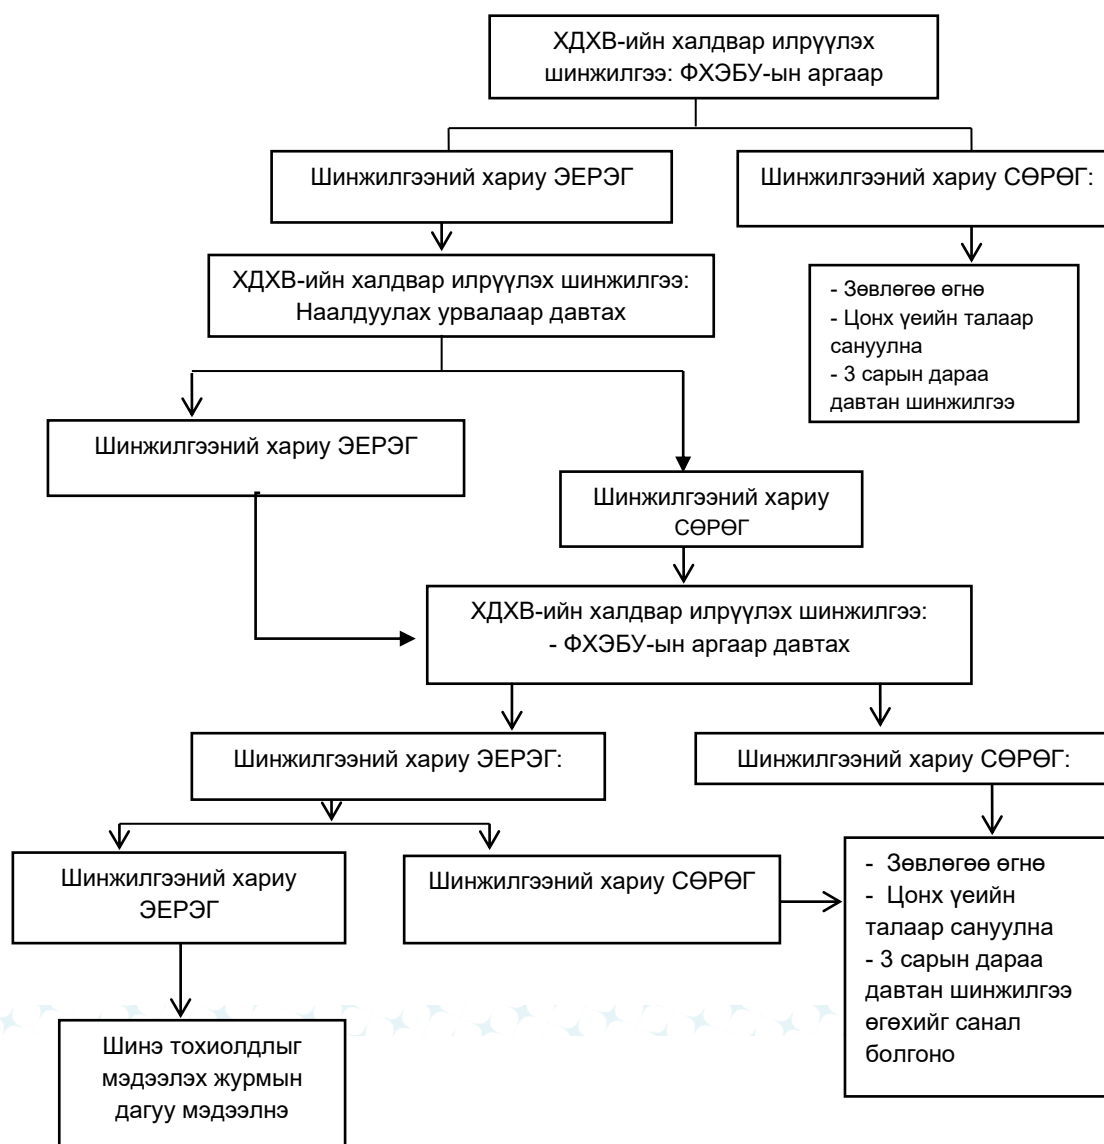 ХДХВ-ийн халдвар илрүүлэх
шинжилгээ: ФХЭБУ-ын аргаар
Шинжилгээний хариу ЭЕРЭГ
Шинжилгээний хариу СӨРӨГ:
ХДХВ-ийн халдвар илрүүлэх шинжилгээ:
Наалдуулах урвалаар давтах
- Зөвлөгөө өгнө
- Цонх үеийн талаар
сануулна
- 3 сарын дараа
давтан шинжилгээ
Шинжилгээний хариу ЭЕРЭГ
Шинжилгээний хариу
СӨРӨГ
ХДХВ-ийн халдвар илрүүлэх шинжилгээ:
- ФХЭБУ-ын аргаар давтах
Шинжилгээний хариу ЭЕРЭГ:
Шинжилгээний хариу СӨРӨГ:
Шинжилгээний хариу
ЭЕРЭГ
Шинжилгээний хариу СӨРӨГ
- Зөвлөгөө өгнө
- Цонх үеийн
талаар сануулна
- 3 сарын дараа
давтан шинжилгээ
өгөхийг санал
болгоно
Шинэ тохиолдлыг
мэдээлэх журмын
дагуу мэдээлнэ